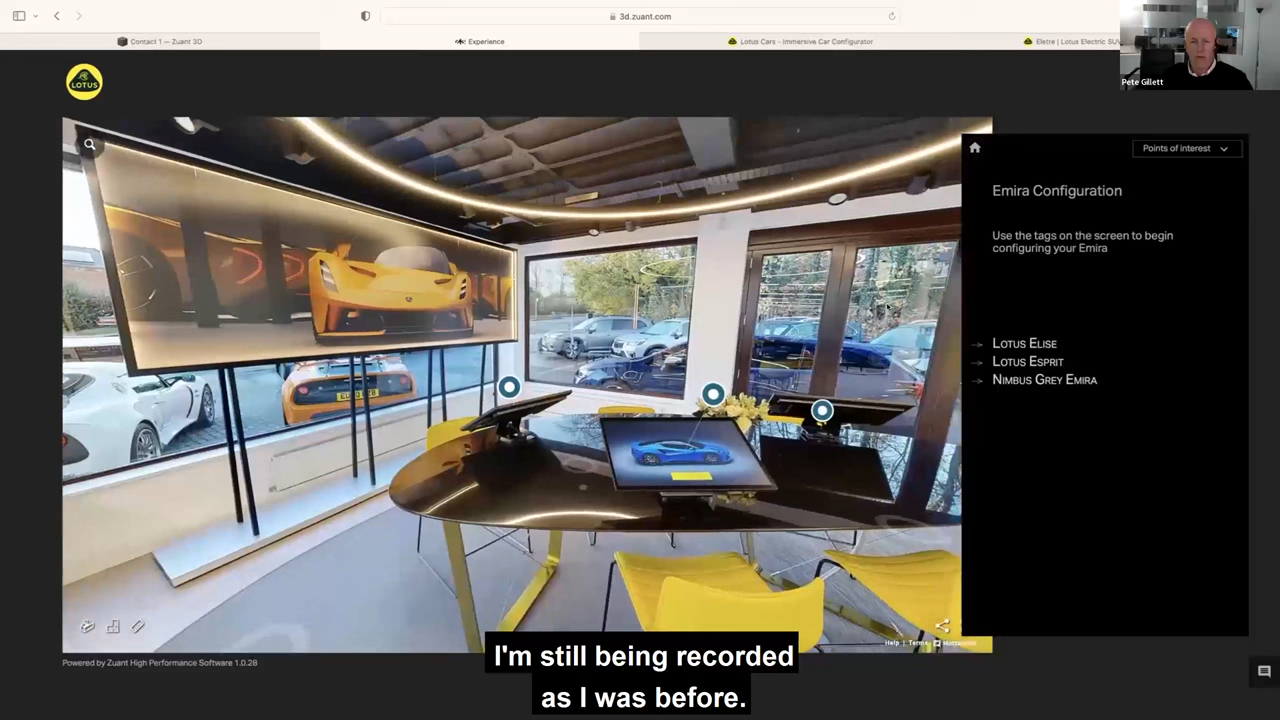 3d.zuant.com
Contact 1 — Zuant 3D
Experience
Lotus Cars - Immersive Car Configurator
Eletre | Lotus Electric SUV
Pete Gillett
LOTUS
Points of interest
Emira Configuration
Use the tags on the screen to begin
configuring your Emira
→ LOTUS ELISE
→ LOTUS ESPRIT
→ NIMBUS GREY EMIRA
Help | Terms
Powered by Zuant High Performance Software 1.0.28
I'm still being recorded
as I was before.